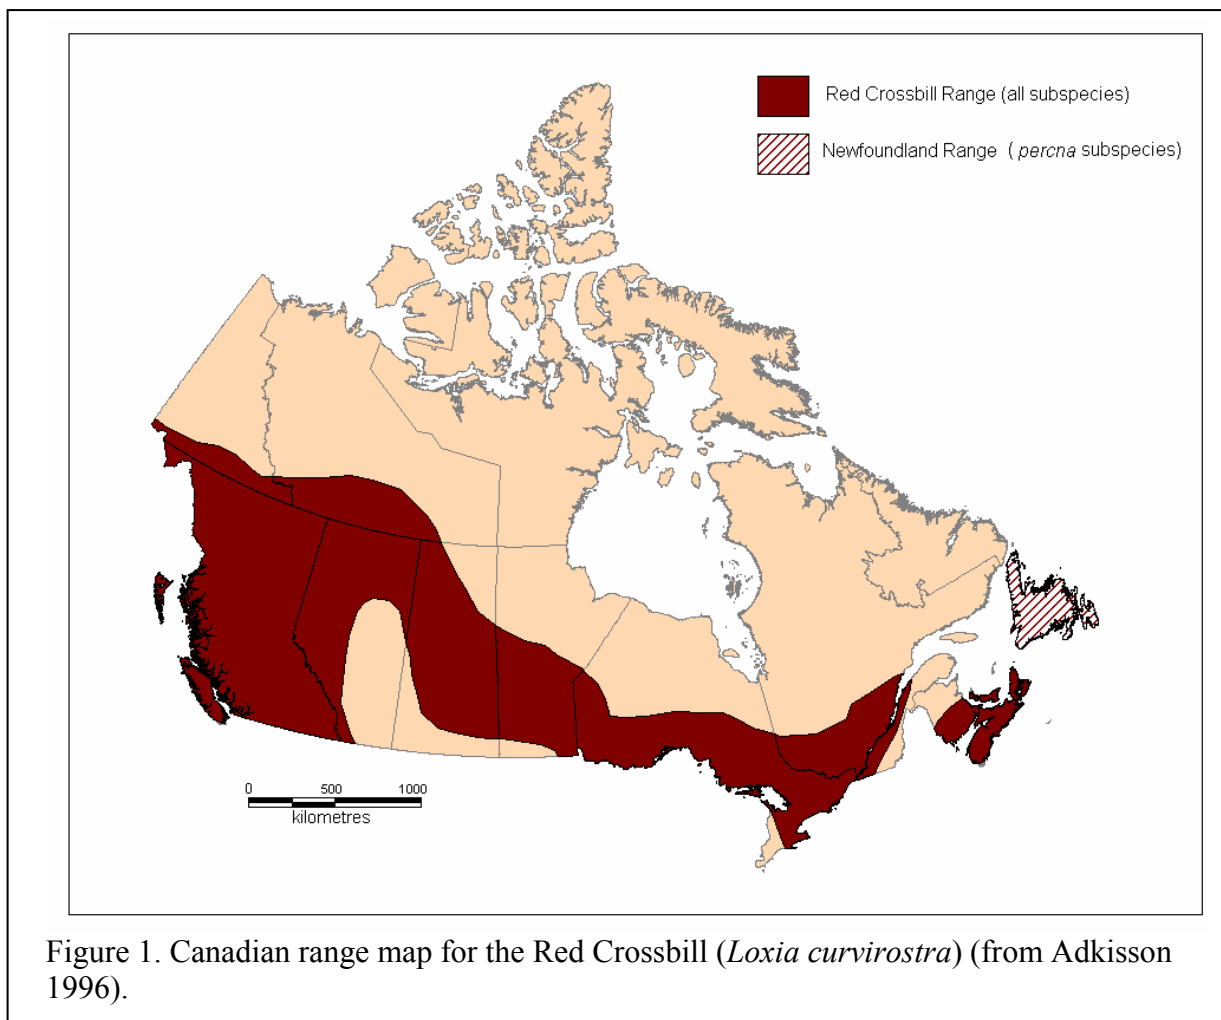 Red Crossbill Range (all subspecies)
Newfoundland Range ( percna subspecies)
0 500 1000
kilometres
Figure 1. Canadian range map for the Red Crossbill (Loxia curvirostra) (from Adkisson
1996).